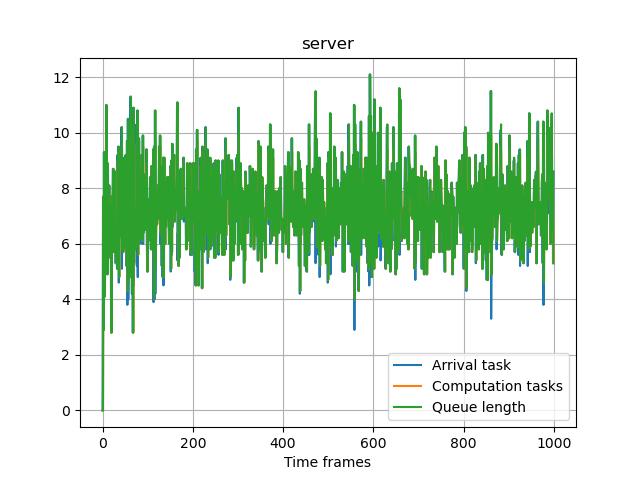 server
12
10
8
6
4
2
0
Arrival task
Computation tasks
Queue length
0 200 400 600 800 1000
Time frames